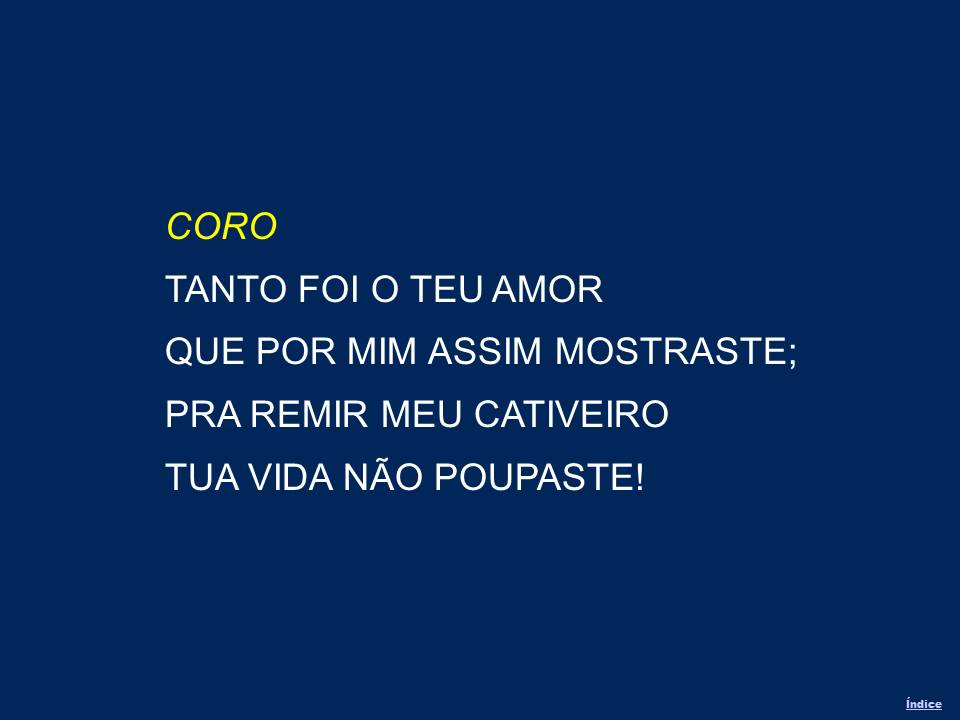 CORO
TANTO FOI O TEU AMOR
QUE POR MIM ASSIM MOSTRASTE;
PRA REMIR MEU CATIVEIRO
TUA VIDA NÃO POUPASTE!
Índice